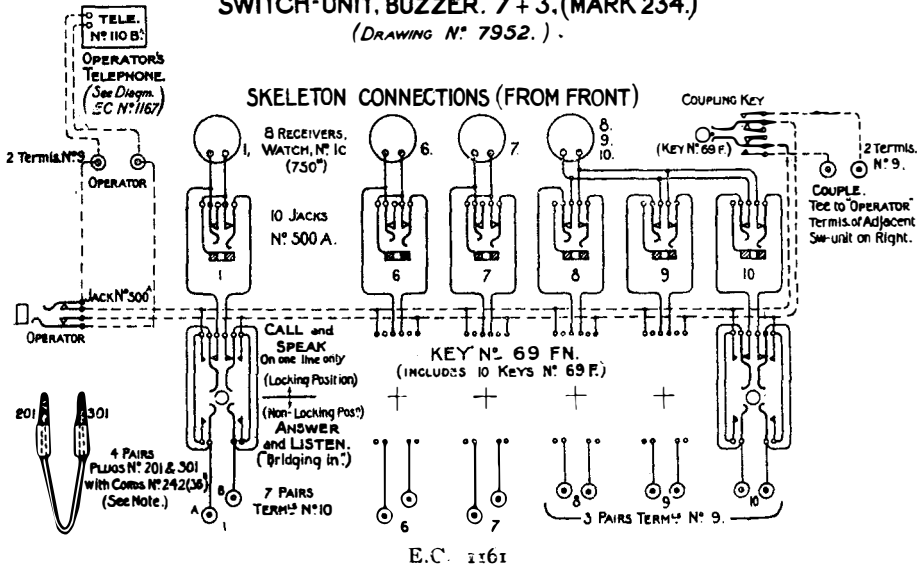 SWITCH-UNIT, BUZZER. 7 + 3, (MARK 234.)
(DRAWING Nº 7952.).
TELE.
Nº 110 B.
OPERATOR'S
TELEPHONE.
(See Diagm.
EC Nº 1167)
SKELETON CONNECTIONS (FROM FRONT)
COUPLING KEY
(KEY Nº 69 F.)
2 Termls. Nº 9
OPERATOR
1,
8 RECEIVERS,
WATCH, Nº 1C
(750ω)
6.
7.
8.
9.
10.
2 Termls.
Nº 9.
COUPLE.
Tee to "OPERATOR"
Termls. of Adjacent
Sw-unit on Right.
10 JACKS
Nº 500 A.
1
6
7
8
9
10
JACK Nº 500 A
OPERATOR
CALL and
SPEAK
On one line only
(Locking Position)
(Non-Locking Posn)
ANSWER
and LISTEN.
("Bridging in".)
KEY Nº 69 FN.
(INCLUDES 10 KEYS Nº 69 F.)
201
301
4 PAIRS
PLUGS Nº 201 & 301
with CORDS Nº 242 (36")
(See Note.)
A
B
1
7 PAIRS
TERMLS Nº 10
6
7
8
9
10
3 PAIRS TERMLS Nº 9.
E.C. 1161